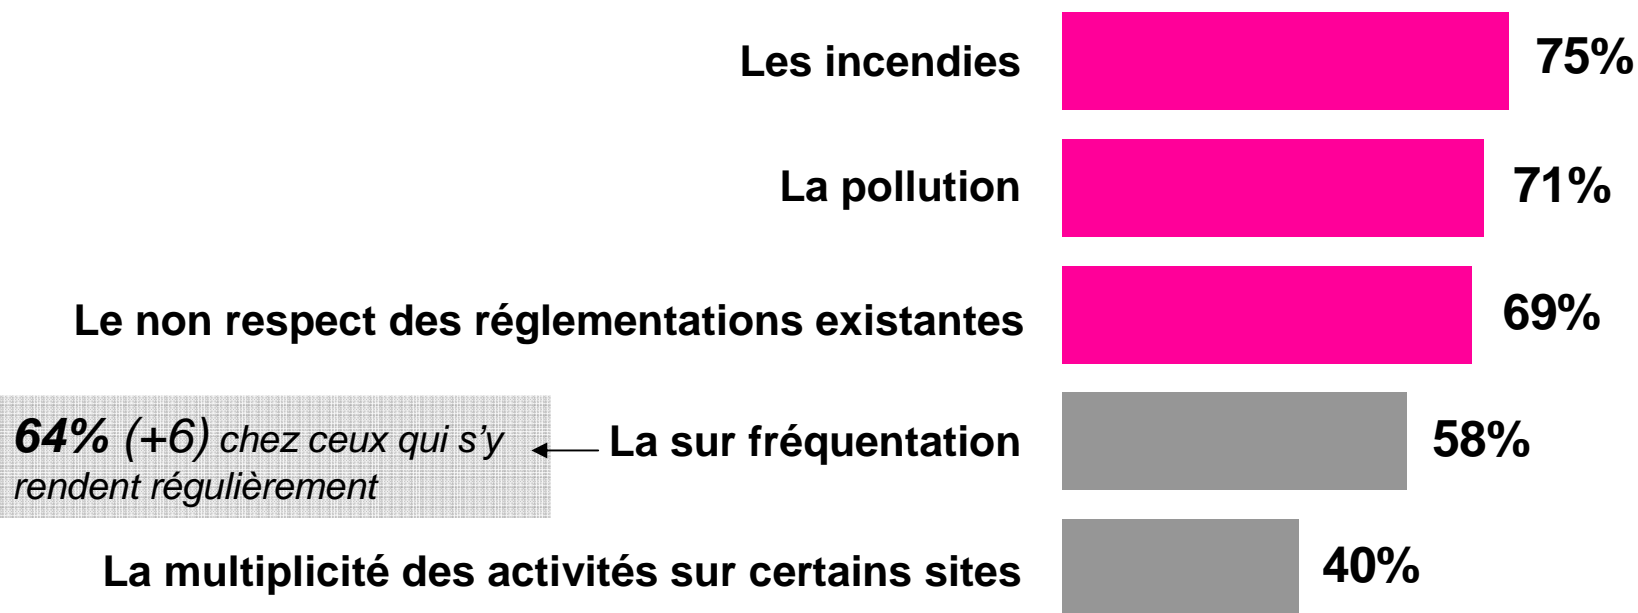 Les incendies 75%
La pollution 71%
Le non respect des réglementations existantes 69%
64% (+6) chez ceux qui s’y
rendent régulièrement
La sur fréquentation 58%
La multiplicité des activités sur certains sites 40%